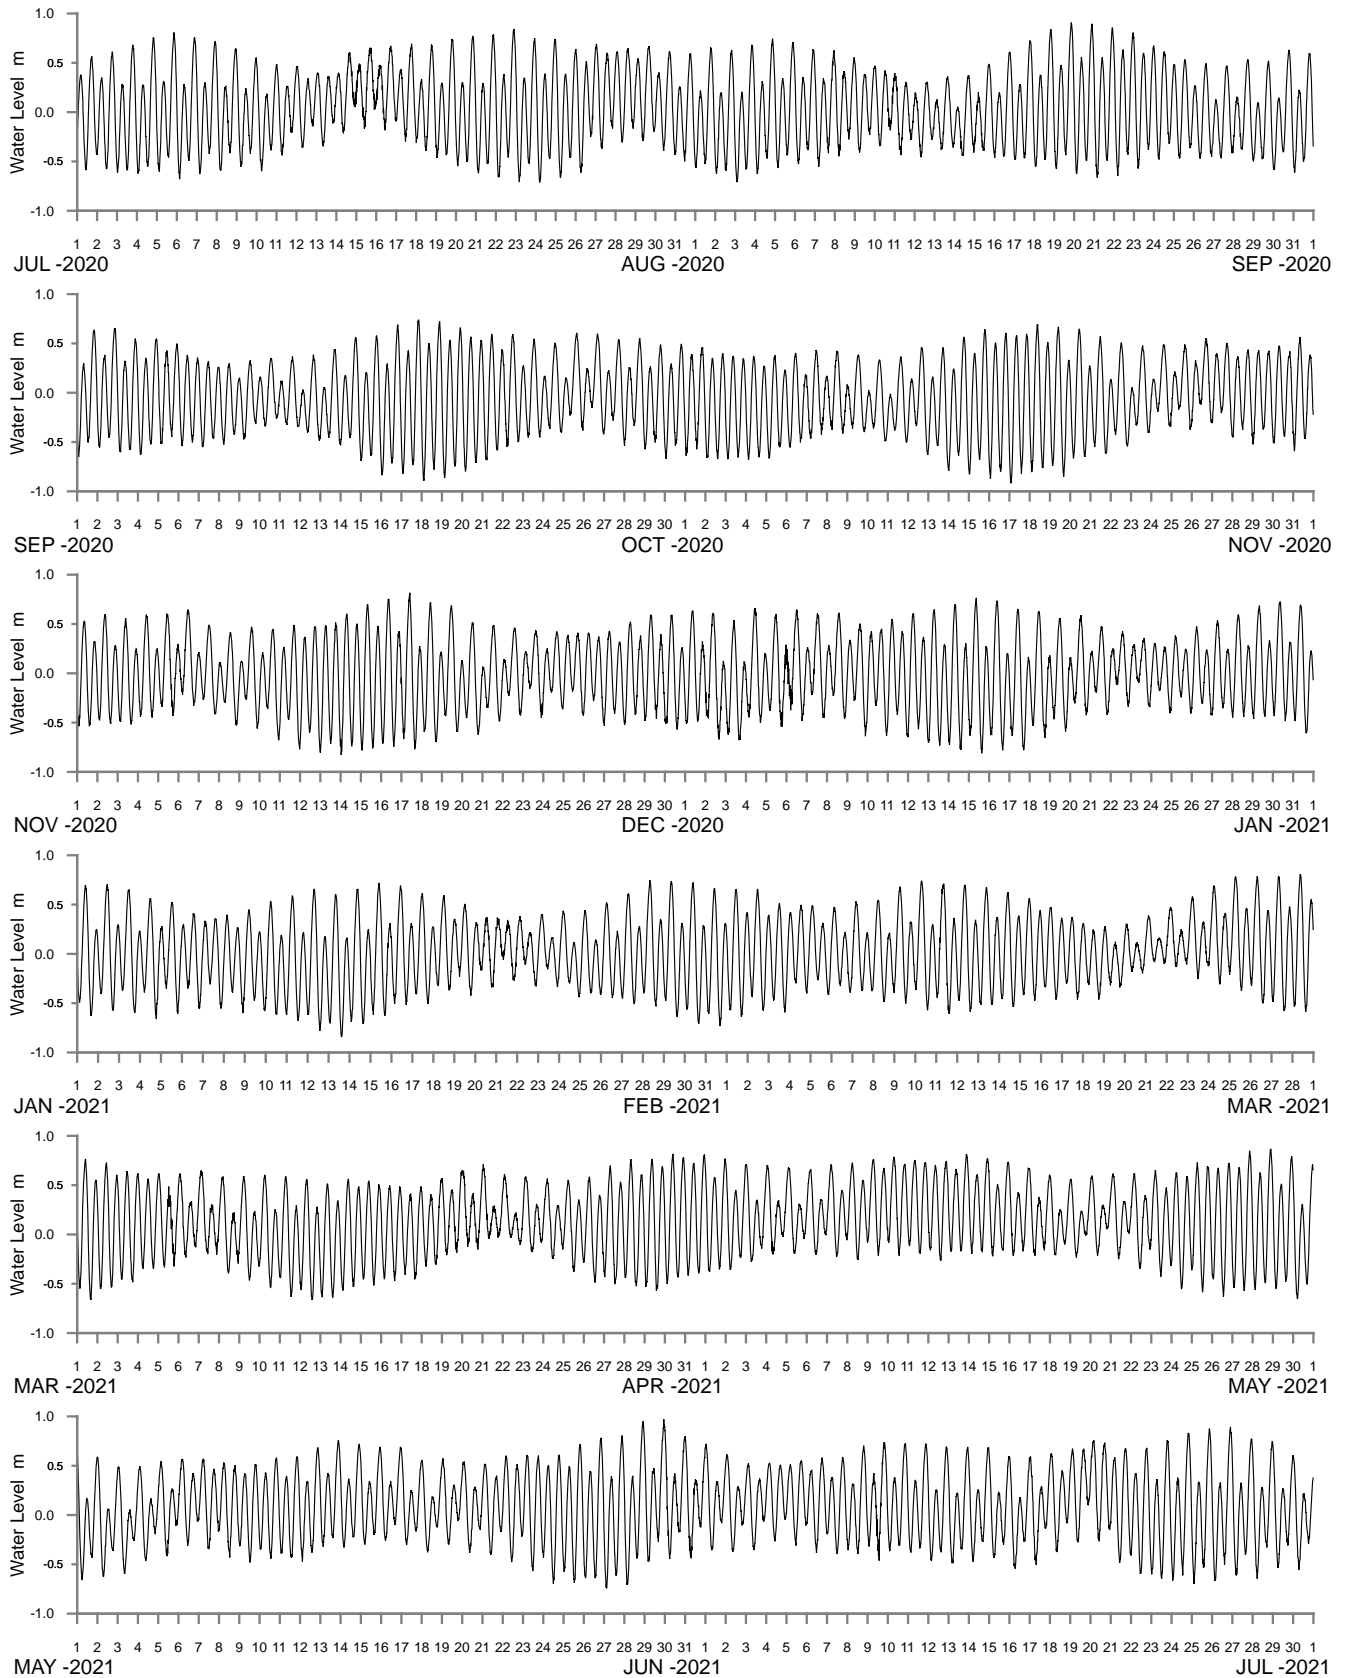 1.0
0.5
0.0
-0.5
-1.0
Water Level m
1 2 3 4 5 6 7 8 9 10 11 12 13 14 15 16 17 18 19 20 21 22 23 24 25 26 27 28 29 30 31 1 2 3 4 5 6 7 8 9 10 11 12 13 14 15 16 17 18 19 20 21 22 23 24 25 26 27 28 29 30 31 1
JUL -2020 AUG -2020 SEP -2020
1.0
0.5
0.0
-0.5
-1.0
Water Level m
1 2 3 4 5 6 7 8 9 10 11 12 13 14 15 16 17 18 19 20 21 22 23 24 25 26 27 28 29 30 1 2 3 4 5 6 7 8 9 10 11 12 13 14 15 16 17 18 19 20 21 22 23 24 25 26 27 28 29 30 31 1
SEP -2020 OCT -2020 NOV -2020
1.0
0.5
0.0
-0.5
-1.0
Water Level m
1 2 3 4 5 6 7 8 9 10 11 12 13 14 15 16 17 18 19 20 21 22 23 24 25 26 27 28 29 30 1 2 3 4 5 6 7 8 9 10 11 12 13 14 15 16 17 18 19 20 21 22 23 24 25 26 27 28 29 30 31 1
NOV -2020 DEC -2020 JAN -2021
1.0
0.5
0.0
-0.5
-1.0
Water Level m
1 2 3 4 5 6 7 8 9 10 11 12 13 14 15 16 17 18 19 20 21 22 23 24 25 26 27 28 29 30 31 1 2 3 4 5 6 7 8 9 10 11 12 13 14 15 16 17 18 19 20 21 22 23 24 25 26 27 28 1
JAN -2021 FEB -2021 MAR -2021
1.0
0.5
0.0
-0.5
-1.0
Water Level m
1 2 3 4 5 6 7 8 9 10 11 12 13 14 15 16 17 18 19 20 21 22 23 24 25 26 27 28 29 30 31 1 2 3 4 5 6 7 8 9 10 11 12 13 14 15 16 17 18 19 20 21 22 23 24 25 26 27 28 29 30 1
MAR -2021 APR -2021 MAY -2021
1.0
0.5
0.0
-0.5
-1.0
Water Level m
1 2 3 4 5 6 7 8 9 10 11 12 13 14 15 16 17 18 19 20 21 22 23 24 25 26 27 28 29 30 31 1 2 3 4 5 6 7 8 9 10 11 12 13 14 15 16 17 18 19 20 21 22 23 24 25 26 27 28 29 30 1
MAY -2021 JUN -2021 JUL -2021